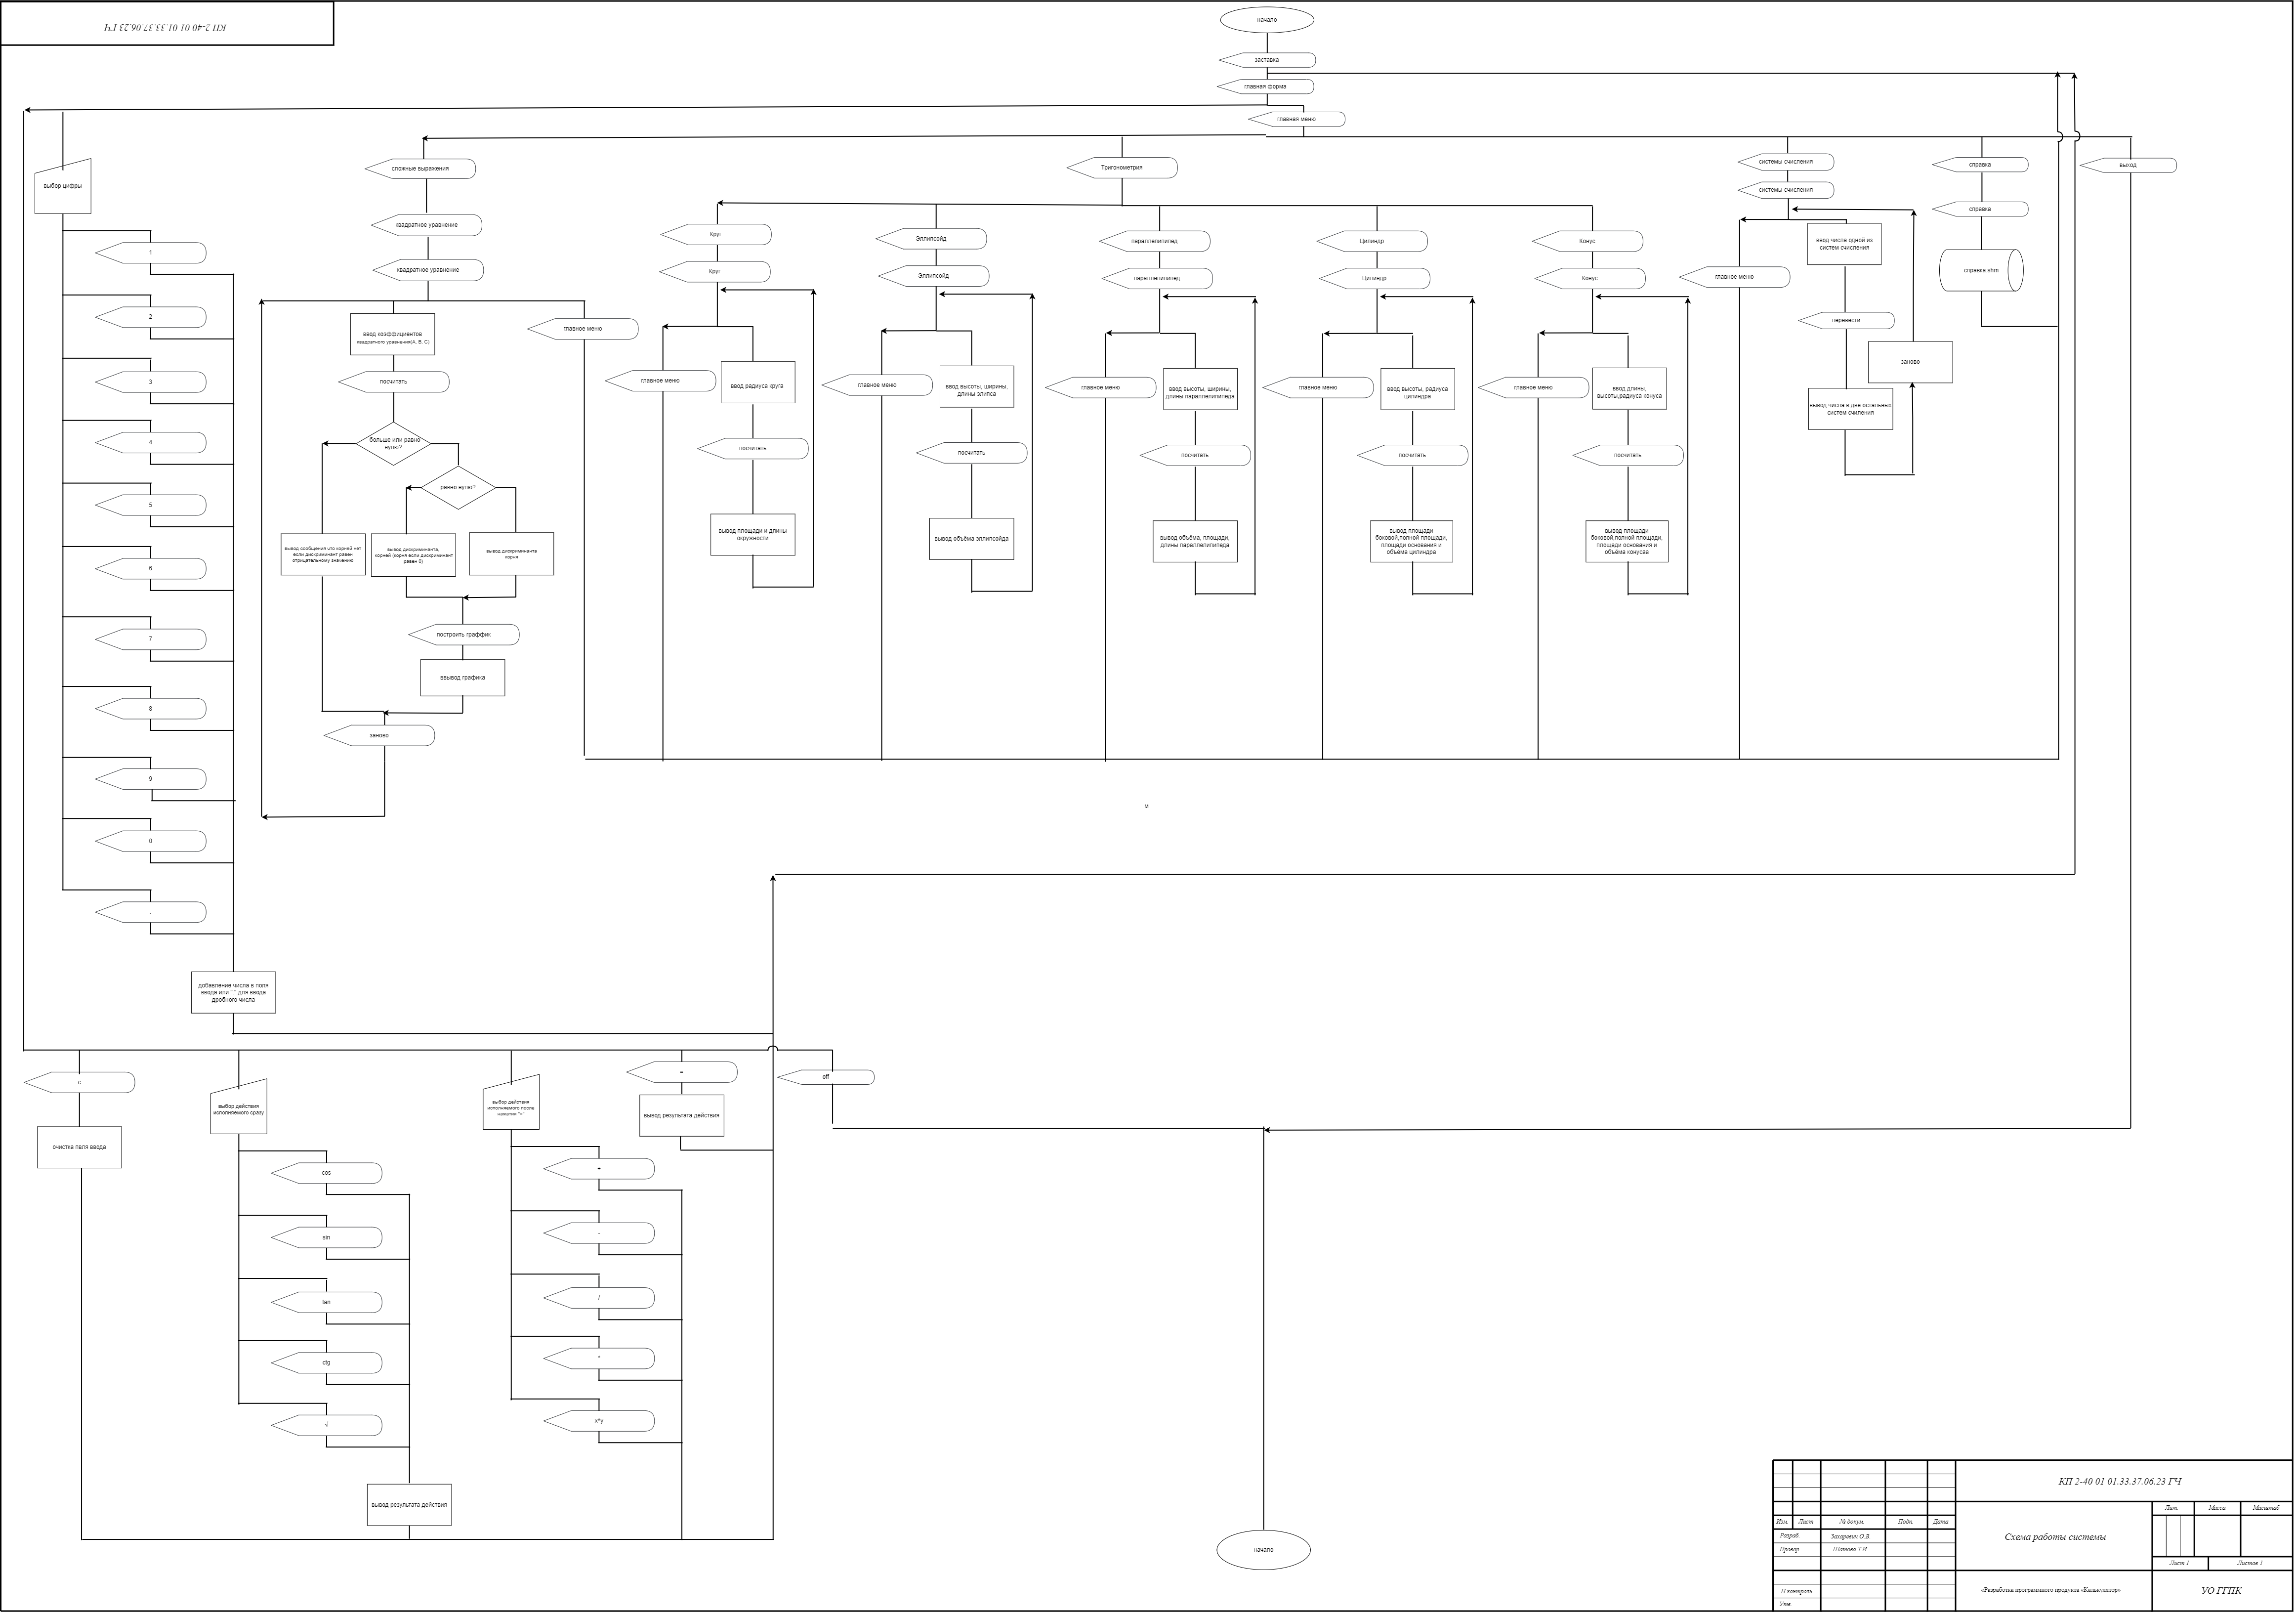 КП 2-40 01 01.33.37.06.23 ГЧ
начало
заставка
главная форма
главная меню
выбор цифры
1
2
3
4
5
6
7
8
9
0
.
добавление числа в поля
ввода или "." для ввода
дробного числа
сложные выражения
квадратное уравнение
квадратное уравнение
ввод коэффициентов
квадратного уравнения(A, B, C)
главное меню
посчитать
больше или равно
нулю?
равно нулю?
вывод сообщения что корней нет
если дискриминант равен
отрицательному значению
вывод дискриминанта,
корней (корня если дискриминант
равен 0)
вывод дискриминанта
корня
построить граффик
ввывод графика
заново
Тригонометрия
Круг
Круг
главное меню
ввод радиуса круга
посчитать
вывод площади и длины
окружности
Эллипсойд
Эллипсойд
главное меню
ввод высоты, ширины,
длины элипса
посчитать
вывод объёма эллипсойда
параллелипипед
параллелипипед
главное меню
ввод высоты, ширины,
длины параллелипипеда
посчитать
вывод объёма, площади,
длины параллелипипеда
Цилиндр
Цилиндр
главное меню
ввод высоты, радиуса
цилиндра
посчитать
вывод площади
боковой,полной площади,
площади основания и
объёма цилиндра
Конус
Конус
главное меню
ввод длины,
высоты,радиуса конуса
посчитать
вывод площади
боковой,полной площади,
площади основания и
объёма конусаа
системы счисления
системы счисления
главное меню
ввод числа одной из
систем счисления
перевести
заново
вывод числа в две остальных
систем счиления
справка
справка
справка.shm
выход
м
c
очистка пвля ввода
выбор действия
исполняемого сразу
cos
sin
tan
ctg
√
вывод результата действия
выбор действия
исполняемого после
нажатия "="
+
-
/
*
x^y
=
вывод результата действия
off
начало
КП 2-40 01 01.33.37.06.23 ГЧ
Лит. Масса Масштаб
Изм. Лист № докум. Подп. Дата
Разраб. Захаревич О.В.
Провер. Шатова Т.И.
Схема работы системы
Лист 1 Листов 1
Н контроль
Утв.
«Разработка программного продукта «Калькулятор»
УО ГГПК